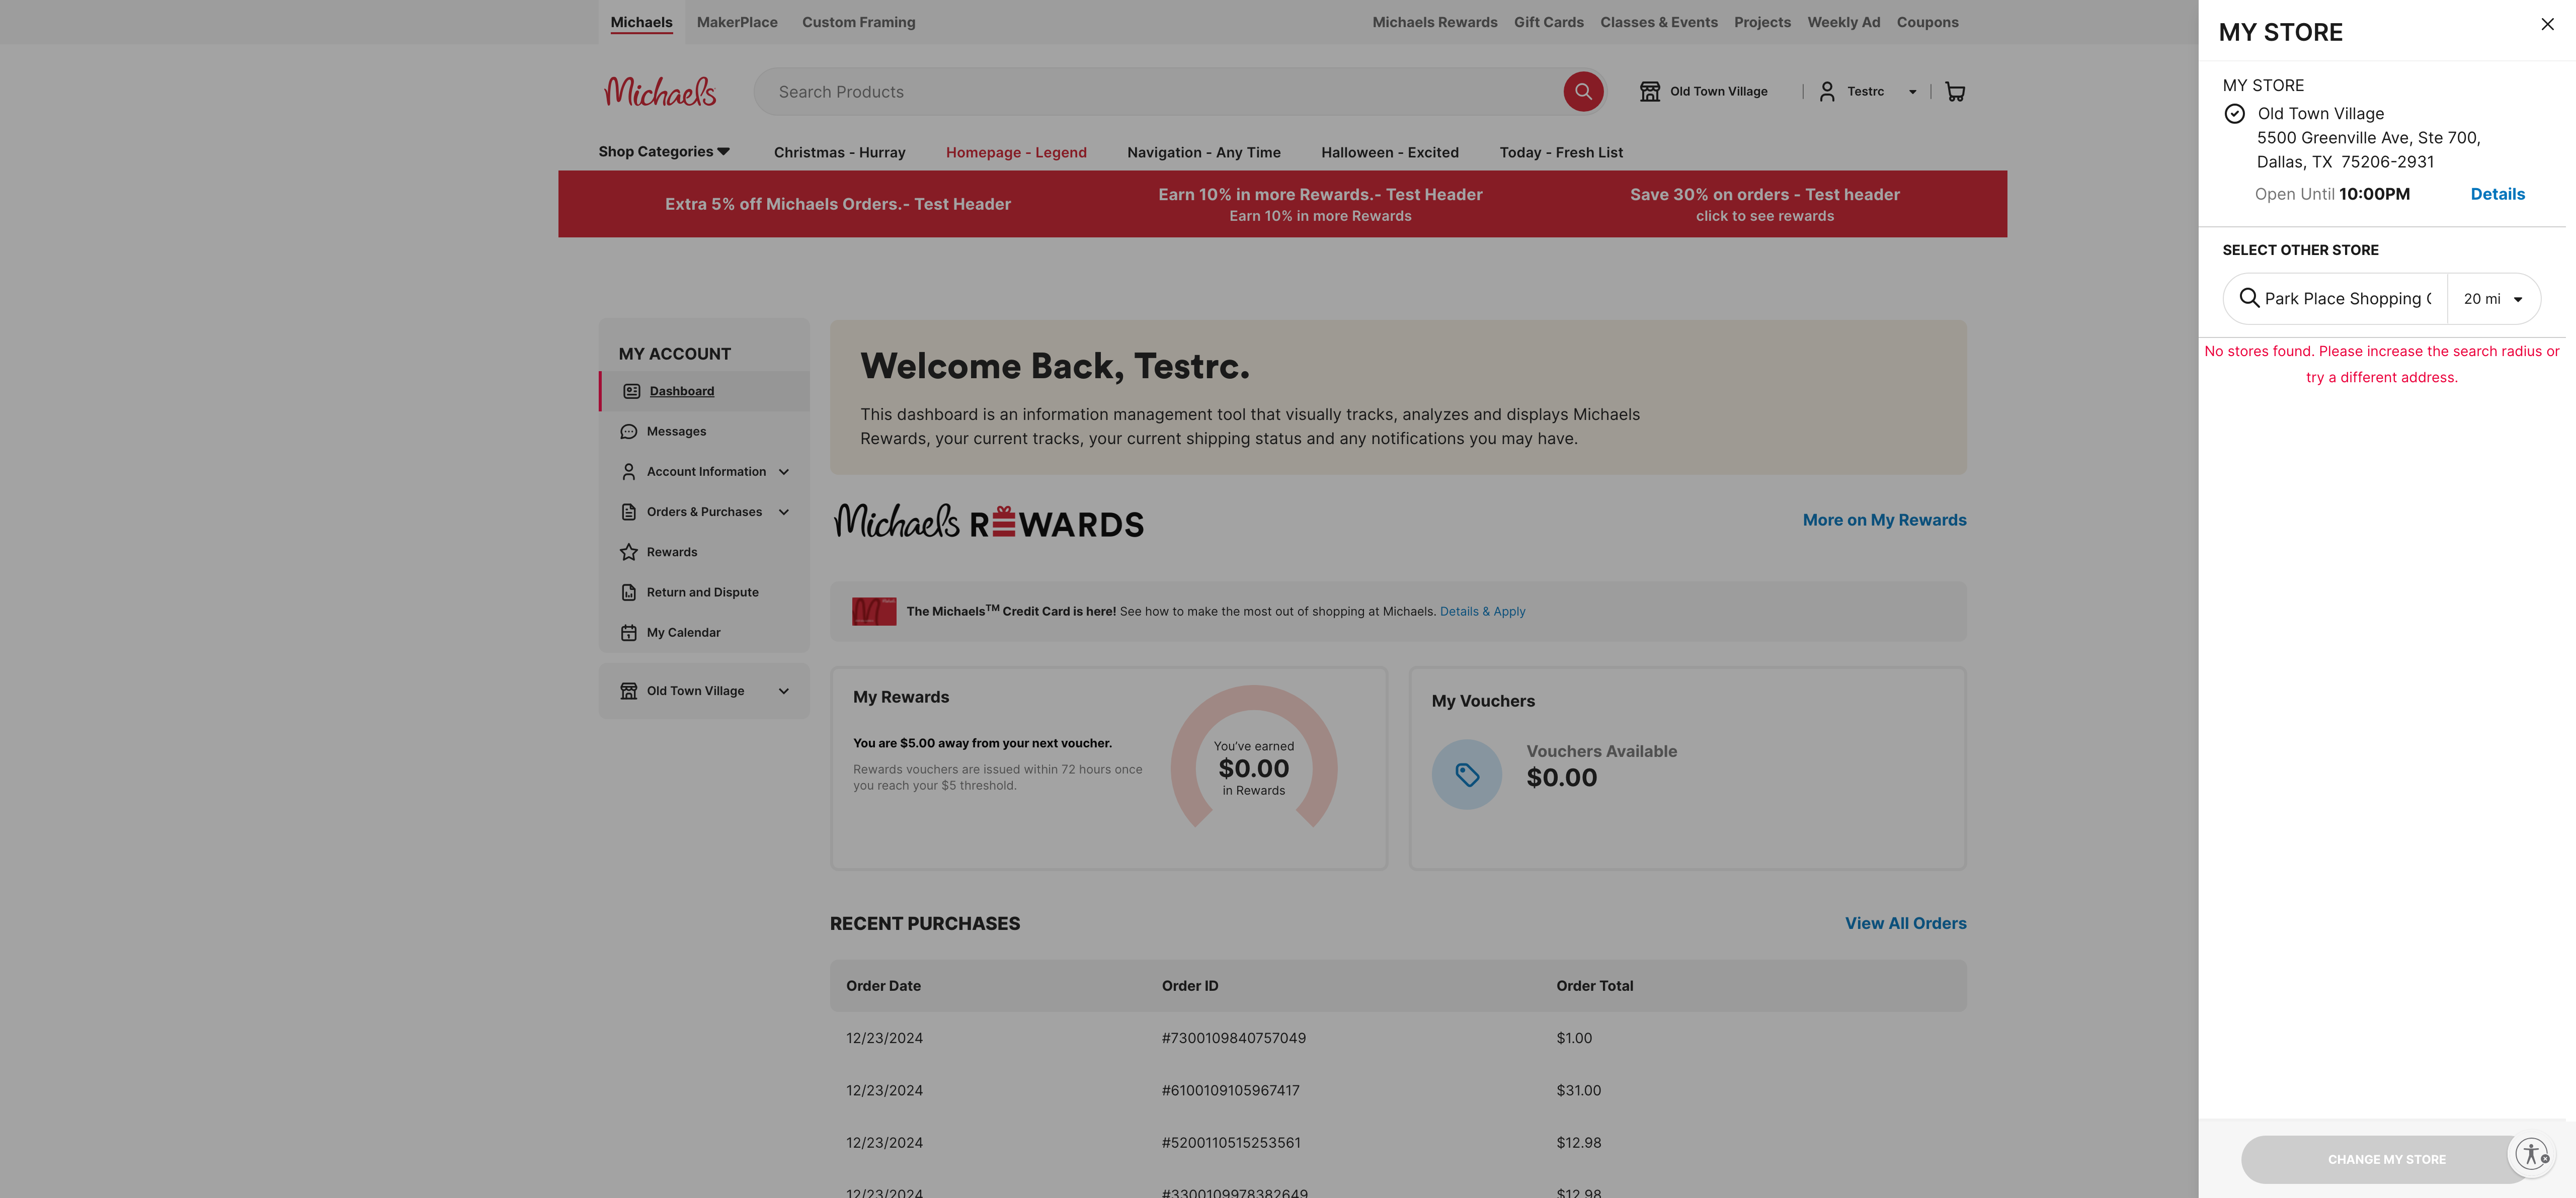 Michaels MakerPlace Custom Framing Michaels Rewards Gift Cards Classes & Events Projects Weekly Ad Coupons
Michaels Search Products Old Town Village Testrc
Shop Categories Christmas - Hurray Homepage - Legend Navigation - Any Time Halloween - Excited Today - Fresh List
Extra 5% off Michaels Orders.- Test Header
Earn 10% in more Rewards.- Test Header
Earn 10% in more Rewards
Save 30% on orders - Test header
click to see rewards
MY ACCOUNT
Dashboard
Messages
Account Information
Orders & Purchases
Rewards
Return and Dispute
My Calendar
Old Town Village
Welcome Back, Testrc.
This dashboard is an information management tool that visually tracks, analyzes and displays Michaels
Rewards, your current tracks, your current shipping status and any notifications you may have.
Michaels REWARDS More on My Rewards
The Michaels™ Credit Card is here! See how to make the most out of shopping at Michaels. Details & Apply
My Rewards
You are $5.00 away from your next voucher.
Rewards vouchers are issued within 72 hours once
you reach your $5 threshold.
You've earned
$0.00
in Rewards
My Vouchers
Vouchers Available
$0.00
RECENT PURCHASES View All Orders
Order Date Order ID Order Total
12/23/2024 #7300109840757049 $1.00
12/23/2024 #6100109105967417 $31.00
12/23/2024 #5200110515253561 $12.98
12/23/2024 #3300109978382649 $12.98
MY STORE
MY STORE
Old Town Village
5500 Greenville Ave, Ste 700,
Dallas, TX 75206-2931
Open Until 10:00PM Details
SELECT OTHER STORE
Park Place Shopping 20 mi
No stores found. Please increase the search radius or
try a different address.
CHANGE MY STORE